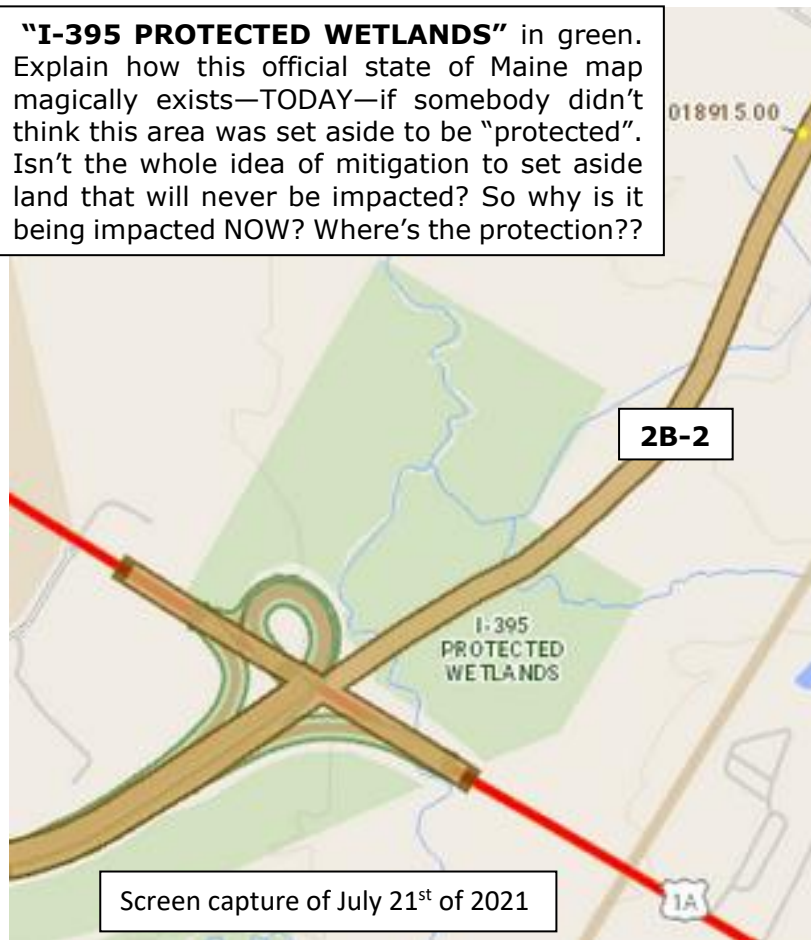 “I-395 PROTECTED WETLANDS” in green.
Explain how this official state of Maine map
magically exists—TODAY—if somebody didn’t
think this area was set aside to be “protected”.
Isn’t the whole idea of mitigation to set aside
land that will never be impacted? So why is it
being impacted NOW? Where’s the protection??
018915.00
2B-2
I-395
PROTECTED
WETLANDS
Screen capture of July 21st of 2021
1A